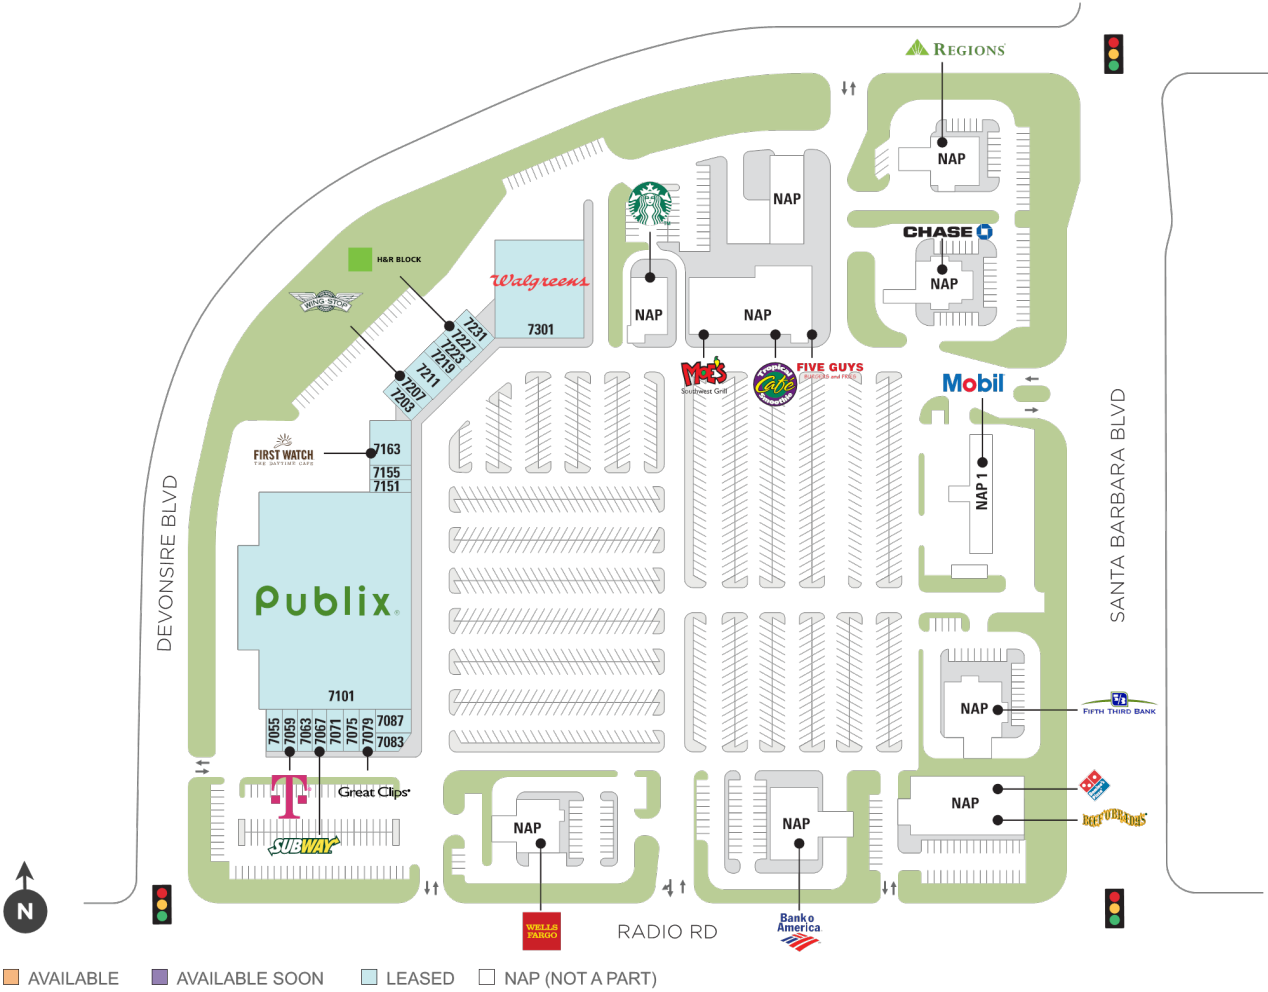 REGIONS
NAP
NAP
CHASE
NAP
H&R BLOCK
Walgreens
WING STOP
7301
NAP
NAP
7231
7227
7223
7219
7211
7207
7203
MOE'S
Southwest Grill
Tropical
Café
Smoothie
FIVE GUYS
BURGERS and FRIES
Mobil
FIRST WATCH
THE DAYTIME CAFE
7163
7155
7151
NAP 1
DEVONSIRE BLVD
SANTA BARBARA BLVD
Publix
7101
NAP
FIFTH THIRD BANK
7055
7059
7063
7067
7071
7075
7079
7087
7083
T
Great Clips
SUBWAY
NAP
NAP
NAP
Domino's
Pizza
BEEF'O'BRADY'S
N
WELLS
FARGO
RADIO RD
Bank of
America
AVAILABLE
AVAILABLE SOON
LEASED
NAP (NOT A PART)